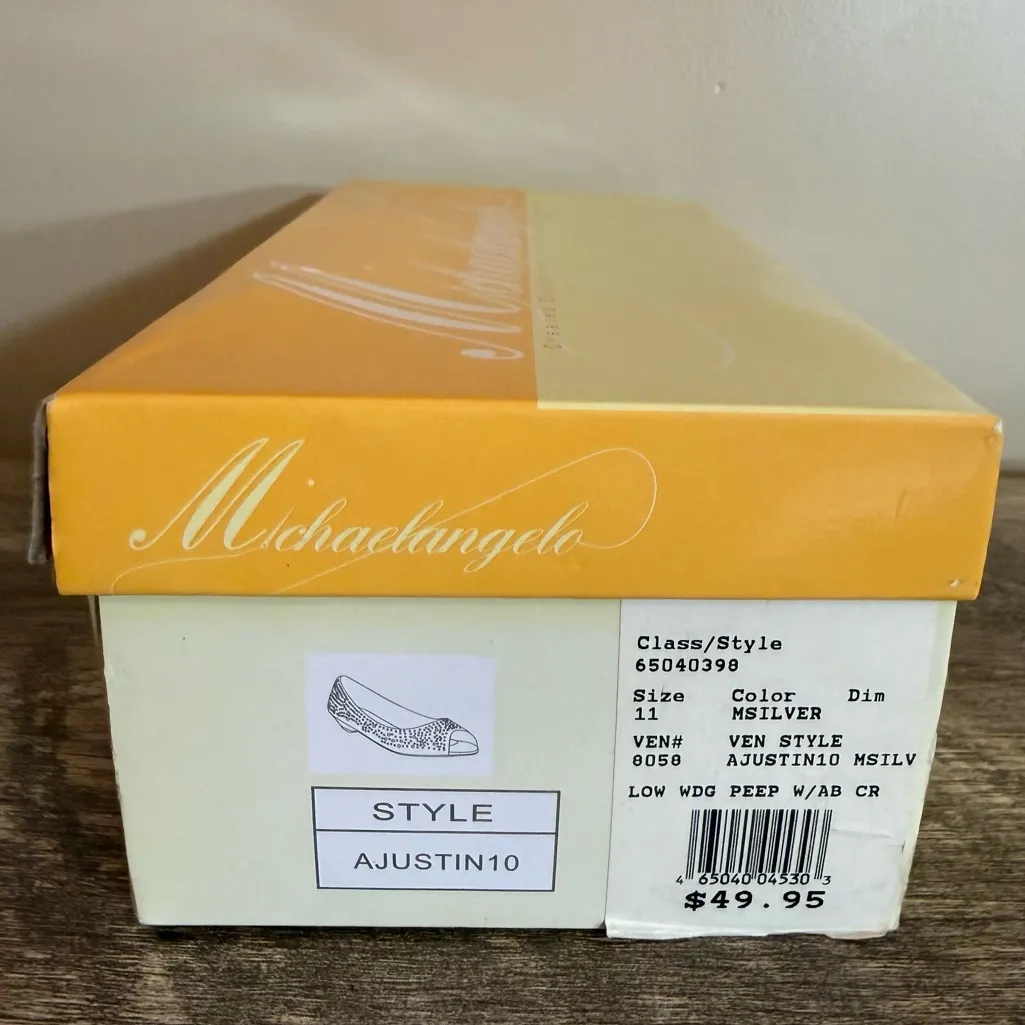 Michaelangelo
STYLE
AJUSTIN10
Class/Style
65040398
Size Color Dim
11 MSILVER
VEN# VEN STYLE
8058 AJUSTIN10 MSILV
LOW WDG PEEP W/AB CR
4 65040 04530 3
$49.95